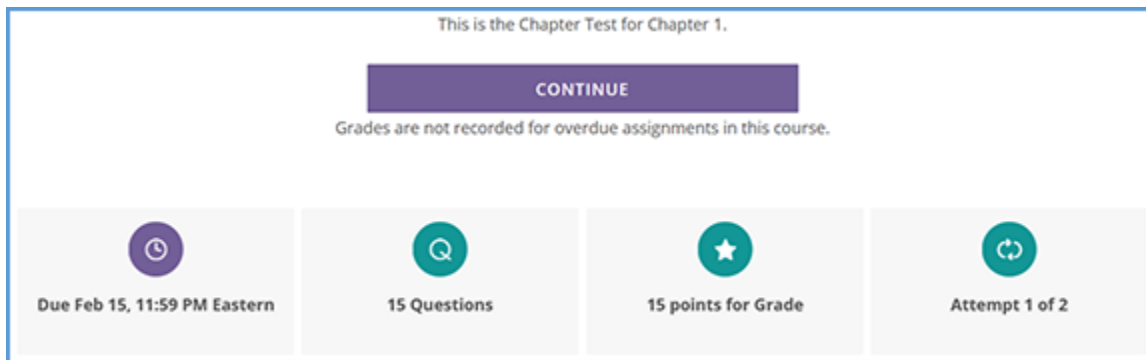 This is the Chapter Test for Chapter 1.
CONTINUE
Grades are not recorded for overdue assignments in this course.
Due Feb 15, 11:59 PM Eastern
15 Questions
15 points for Grade
Attempt 1 of 2